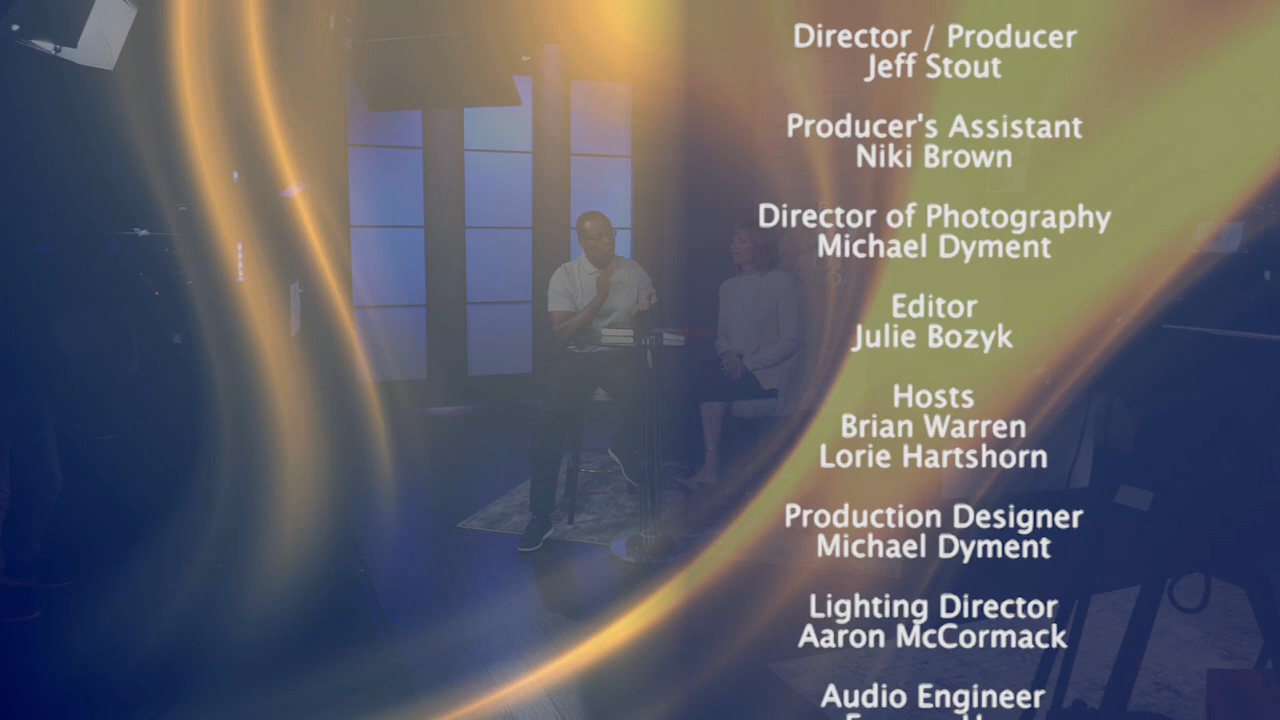 Director / Producer
Jeff Stout
Producer's Assistant
Niki Brown
Director of Photography
Michael Dyment
Editor
Julie Bozyk
Hosts
Brian Warren
Lorie Hartshorn
Production Designer
Michael Dyment
Lighting Director
Aaron McCormack
Audio Engineer